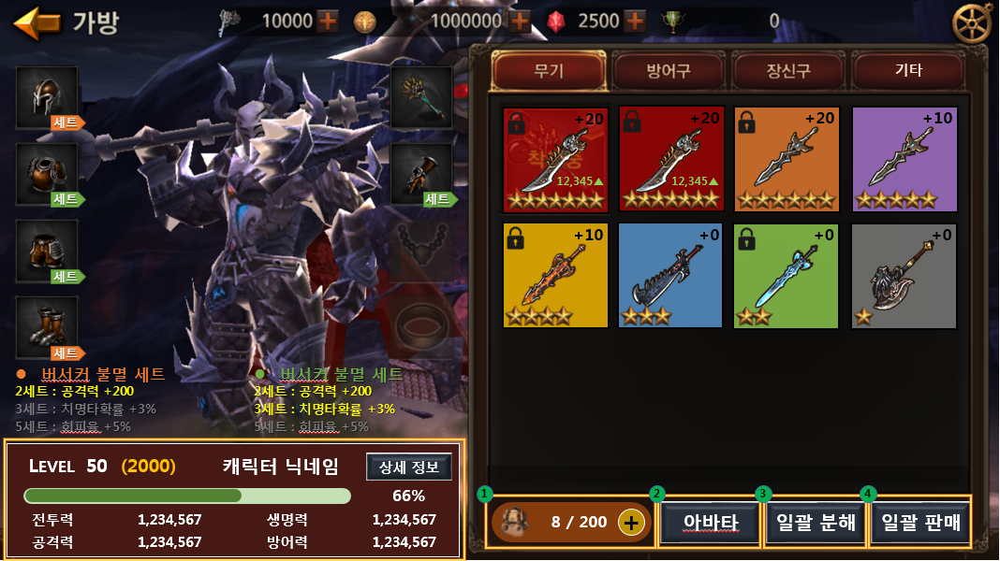 가방 10000 1000000 2500 0
무기 방어구 장신구 기타
세트
세트
세트
세트
세트
+20 +20 +20 +10
착 중
12,345▲ 12,345▲
+10 +0 +0 +0
● 버서커 불멸 세트
2세트 : 공격력 +200
3세트 : 치명타확률 +3%
5세트 : 회피율 +5%
● 버서커 불멸 세트
2세트 : 공격력 +200
3세트 : 치명타확률 +3%
5세트 : 회피율 +5%
LEVEL 50 (2000) 캐릭터 닉네임 상세 정보
66%
전투력 1,234,567 생명력 1,234,567
공격력 1,234,567 방어력 1,234,567
1 2 3 4
8 / 200 아바타 일괄 분해 일괄 판매